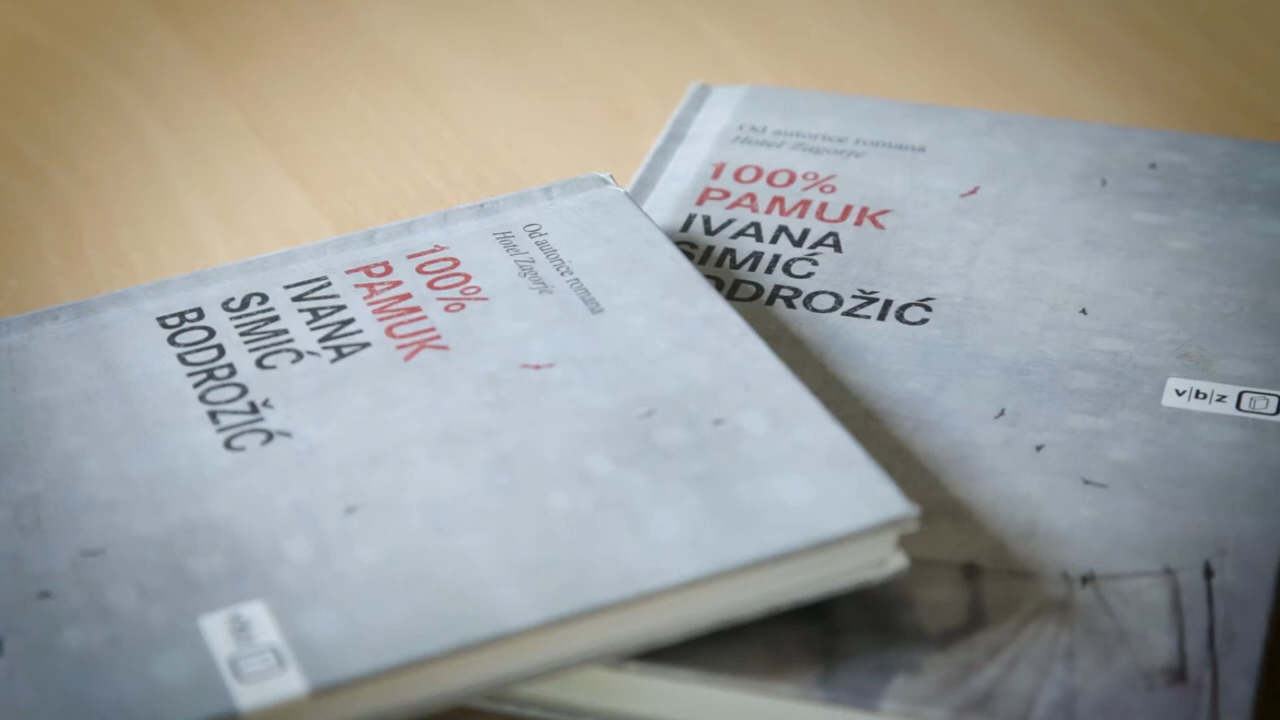 Od autorice romana
Hotel Zagorje
100%
PAMUK
IVANA
SIMIĆ
BODROŽIĆ
vbz
Od autorice romana
Hotel Zagorje
100%
PAMUK
IVANA
SIMIĆ
ODROŽIĆ
v|b|z